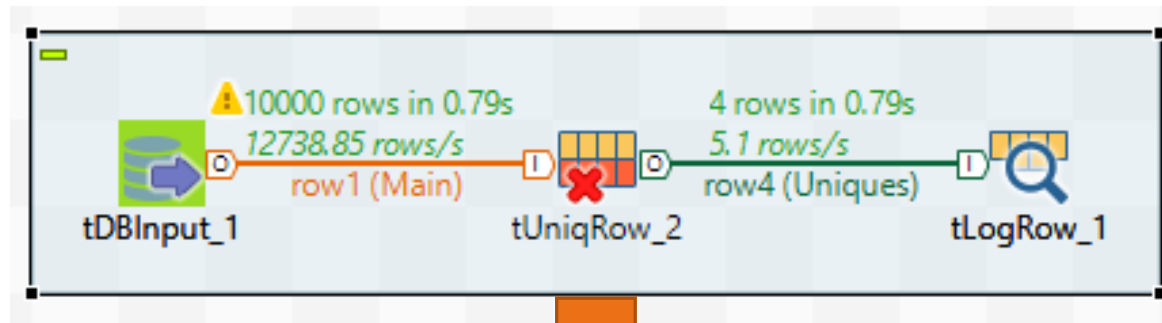 10000 rows in 0.79s
12738.85 rows/s
row1 (Main)
4 rows in 0.79s
5.1 rows/s
row4 (Uniques)
O
I
O
I
tDBInput_1
tUniqRow_2
tLogRow_1